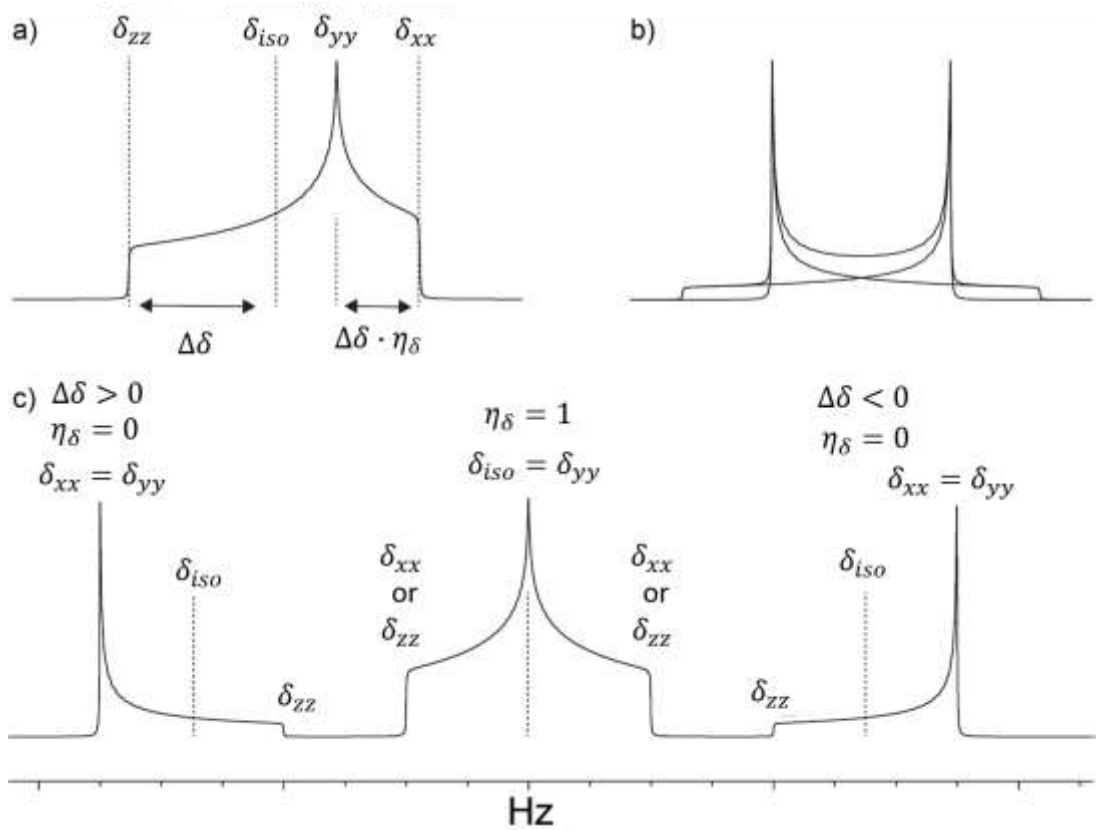 a)
δzz
δiso
δyy
δxx
b)
Δδ
Δδ · ηδ
c)
Δδ > 0
ηδ = 0
δxx = δyy
δiso
δzz
ηδ = 1
δiso = δyy
δxx
or
δzz
δxx
or
δzz
Δδ < 0
ηδ = 0
δxx = δyy
δiso
δzz
Hz